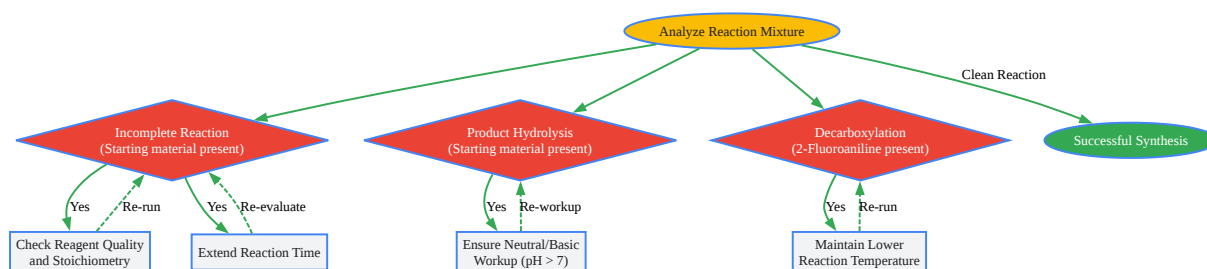 Analyze Reaction Mixture
Clean Reaction
Incomplete Reaction
(Starting material present)
Product Hydrolysis
(Starting material present)
Decarboxylation
(2-Fluoroaniline present)
Successful Synthesis
Yes
Re-run
Yes
Re-evaluate
Yes
Re-workup
Yes
Re-run
Check Reagent Quality
and Stoichiometry
Extend Reaction Time
Ensure Neutral/Basic
Workup (pH > 7)
Maintain Lower
Reaction Temperature